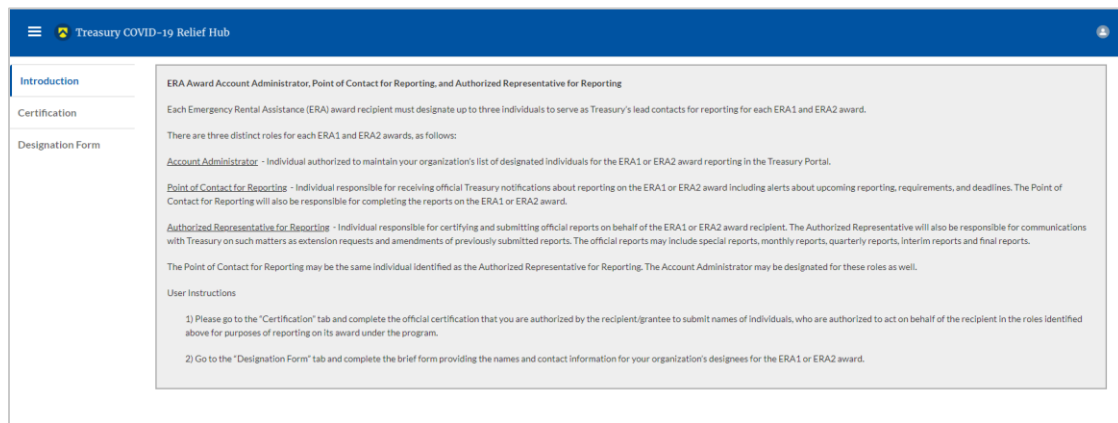 Treasury COVID-19 Relief Hub
Introduction
Certification
Designation Form
ERA Award Account Administrator, Point of Contact for Reporting, and Authorized Representative for Reporting
Each Emergency Rental Assistance (ERA) award recipient must designate up to three individuals to serve as Treasury's lead contacts for reporting for each ERA1 and ERA2 award.
There are three distinct roles for each ERA1 and ERA2 awards, as follows:
Account Administrator - Individual authorized to maintain your organization's list of designated individuals for the ERA1 or ERA2 award reporting in the Treasury Portal.
Point of Contact for Reporting - Individual responsible for receiving official Treasury notifications about reporting on the ERA1 or ERA2 award including alerts about upcoming reporting, requirements, and deadlines. The Point of
Contact for Reporting will also be responsible for completing the reports on the ERA1 or ERA2 award.
Authorized Representative for Reporting - Individual responsible for certifying and submitting official reports on behalf of the ERA1 or ERA2 award recipient. The Authorized Representative will also be responsible for communications
with Treasury on such matters as extension requests and amendments of previously submitted reports. The official reports may include special reports, monthly reports, quarterly reports, interim reports and final reports.
The Point of Contact for Reporting may be the same individual identified as the Authorized Representative for Reporting. The Account Administrator may be designated for these roles as well.
User Instructions
1) Please go to the "Certification" tab and complete the official certification that you are authorized by the recipient/grantee to submit names of individuals, who are authorized to act on behalf of the recipient in the roles identified
above for purposes of reporting on its award under the program.
2) Go to the "Designation Form" tab and complete the brief form providing the names and contact information for your organization's designees for the ERA1 or ERA2 award.